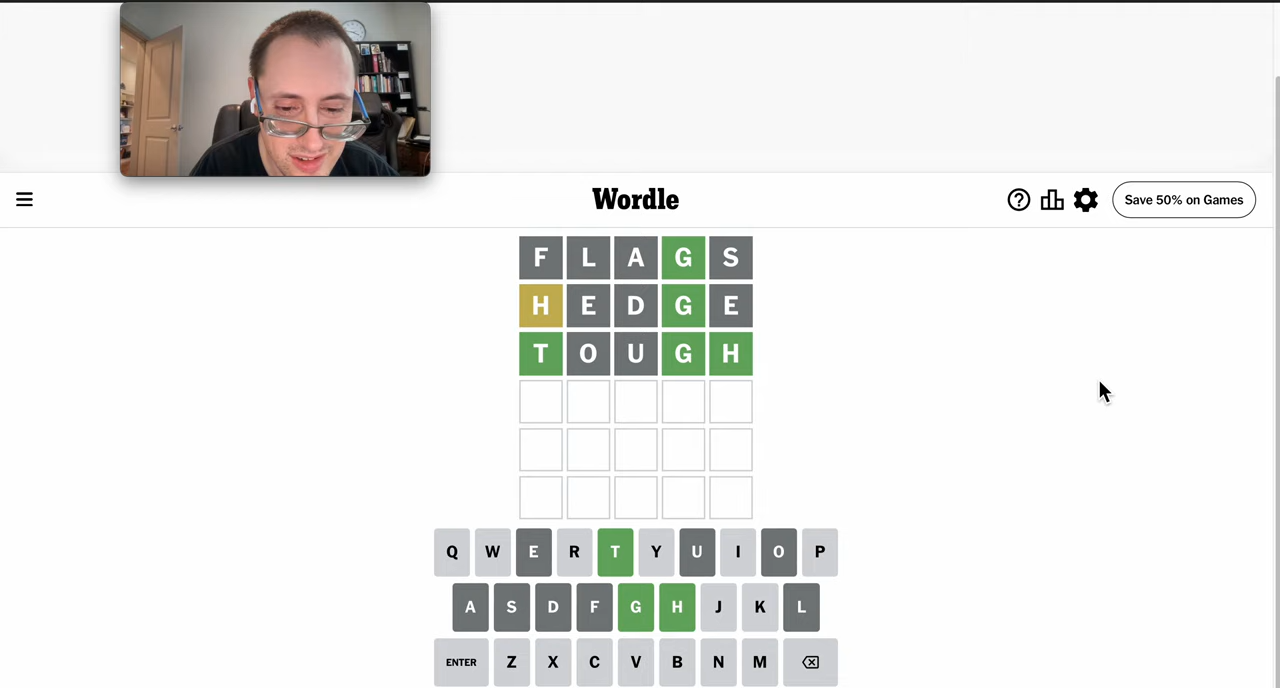 Wordle
Save 50% on Games
F L A G S
H E D G E
T O U G H
Q W E R T Y U I O P
A S D F G H J K L
ENTER Z X C V B N M